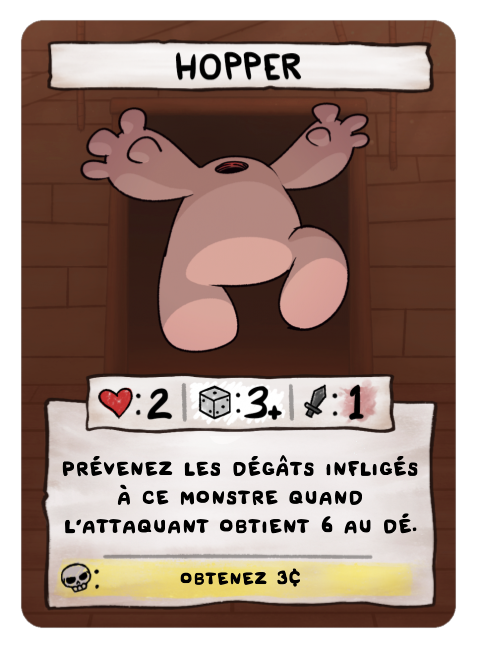 HOPPER
:2 :3+ :1
PRÉVENEZ LES DÉGÂTS INFLIGÉS
À CE MONSTRE QUAND
L'ATTAQUANT OBTIENT 6 AU DÉ.
: OBTENEZ 3¢